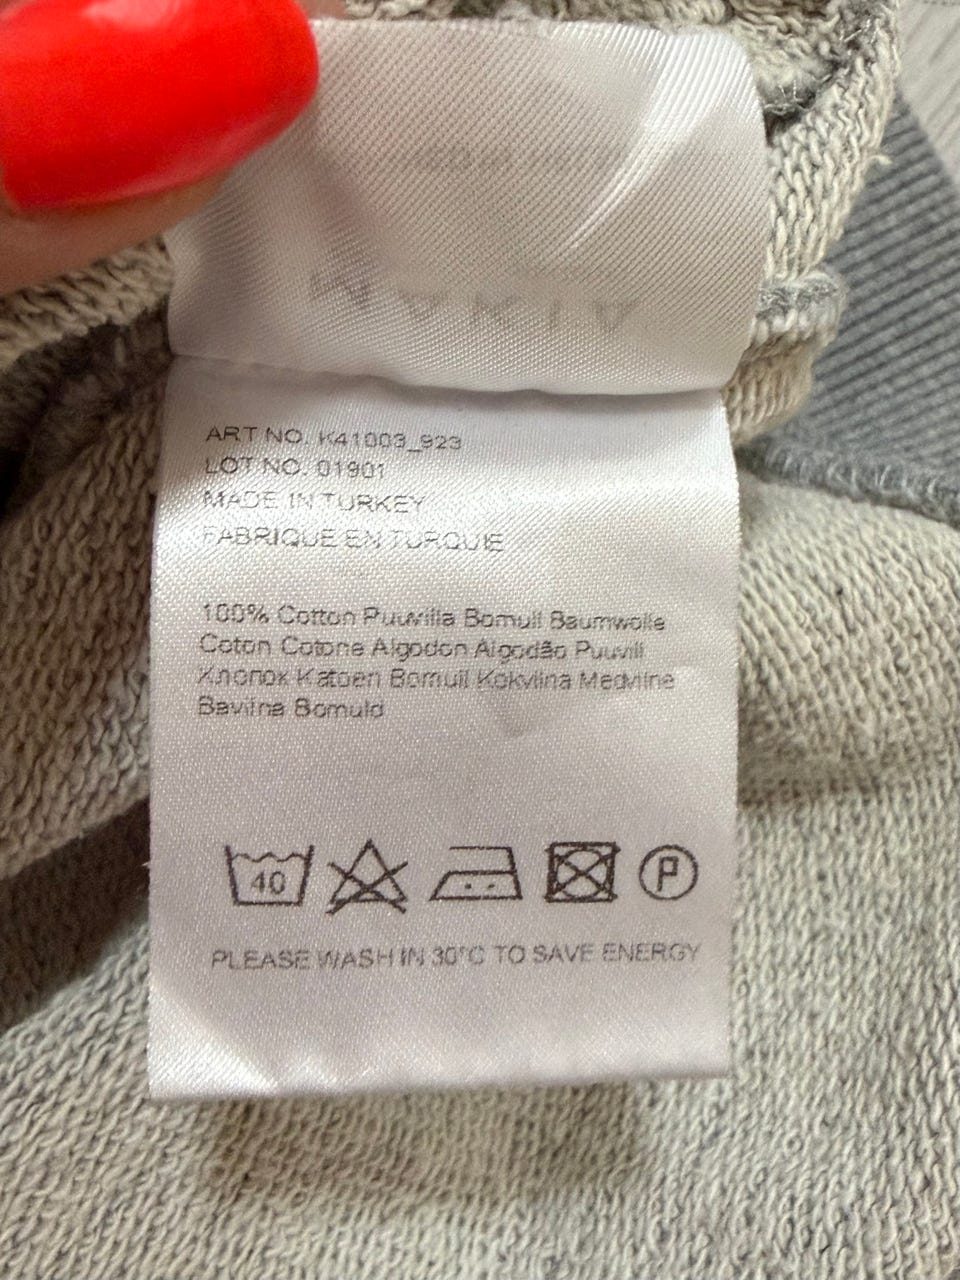 ART NO. K41003_923
LOT NO. 01901
MADE IN TURKEY
FABRIQUE EN TURQUIE
100% Cotton Puuvilla Bomull Baumwolle
Coton Cotone Algodon Algodão Puuvill
Хлопок Katoen Bomull Kokvilna Medvilne
Bavlna Bomuld
40
P
PLEASE WASH IN 30°C TO SAVE ENERGY